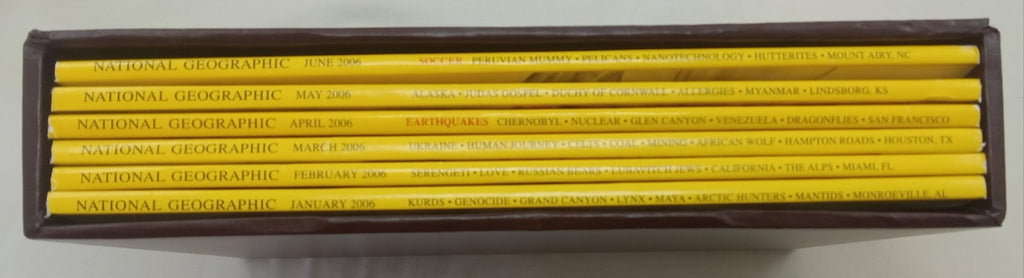 NATIONAL GEOGRAPHIC JUNE 2006 SOCCER PERUVIAN MUMMY • PELICANS • NANOTECHNOLOGY • HUTTERITES • MOUNT AIRY, NC
NATIONAL GEOGRAPHIC MAY 2006 ALASKA • JUDAS GOSPEL • DUCHY OF CORNWALL • ALLERGIES • MYANMAR • LINDSBORG, KS
NATIONAL GEOGRAPHIC APRIL 2006 EARTHQUAKES CHERNOBYL • NUCLEAR • GLEN CANYON • VENEZUELA • DRAGONFLIES • SAN FRANCISCO
NATIONAL GEOGRAPHIC MARCH 2006 UKRAINE • HUMAN JOURNEY • CELTS • COAL • MINING • AFRICAN WOLF • HAMPTON ROADS • HOUSTON, TX
NATIONAL GEOGRAPHIC FEBRUARY 2006 SERENGETI • LOVE • RUSSIAN BEARS • LUBAVITCH JEWS • CALIFORNIA • THE ALPS • MIAMI, FL
NATIONAL GEOGRAPHIC JANUARY 2006 KURDS • GENOCIDE • GRAND CANYON • LYNX • MAYA • ARCTIC HUNTERS • MANTIDS • MONROEVILLE, AL